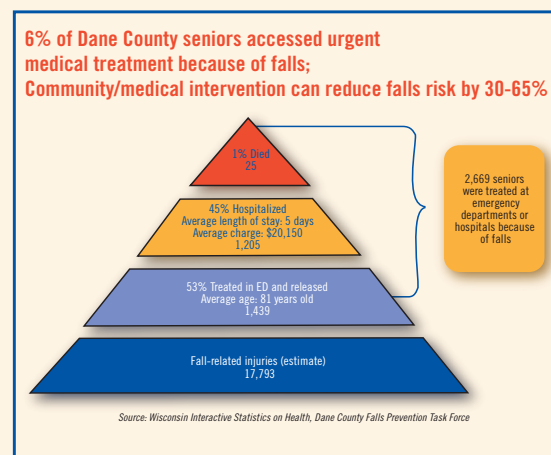 6% of Dane County seniors accessed urgent
medical treatment because of falls;
Community/medical intervention can reduce falls risk by 30-65%
1% Died
25
45% Hospitalized
Average length of stay: 5 days
Average charge: $20,150
1,205
2,669 seniors
were treated at
emergency
departments or
hospitals because
of falls
53% Treated in ED and released
Average age: 81 years old
1,439
Fall-related injuries (estimate)
17,793
Source: Wisconsin Interactive Statistics on Health, Dane County Falls Prevention Task Force